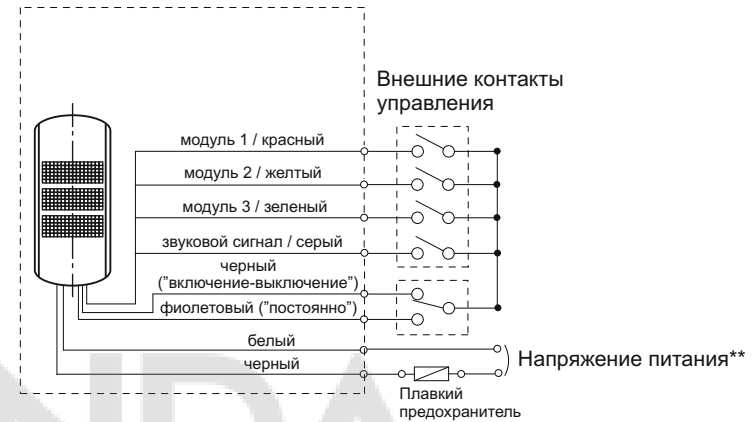 Внешние контакты
управления
модуль 1 / красный
модуль 2 / желтый
модуль 3 / зеленый
звуковой сигнал / серый
черный
("включение-выключение")
фиолетовый ("постоянно")
белый
черный
Напряжение питания**
Плавкий
предохранитель